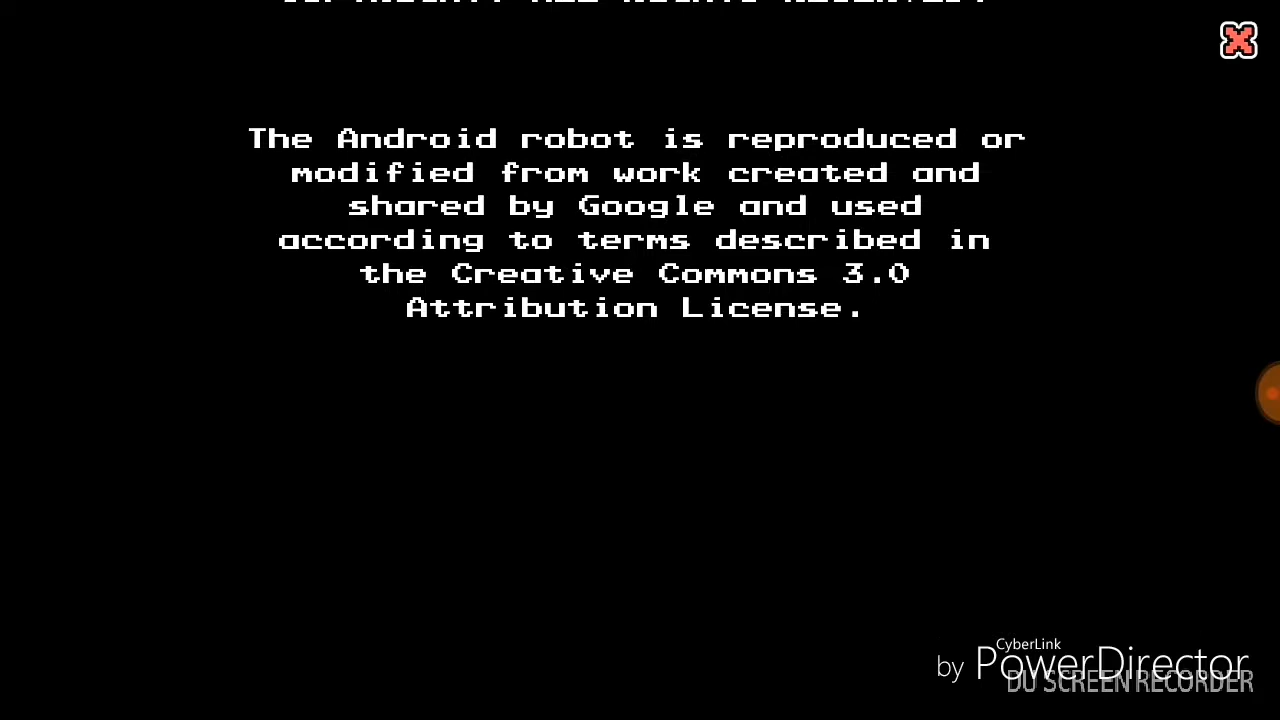 The Android robot is reproduced or
modified from work created and
shared by Google and used
according to terms described in
the Creative Commons 3.0
Attribution License.
CyberLink
by PowerDirector
DU SCREEN RECORDER